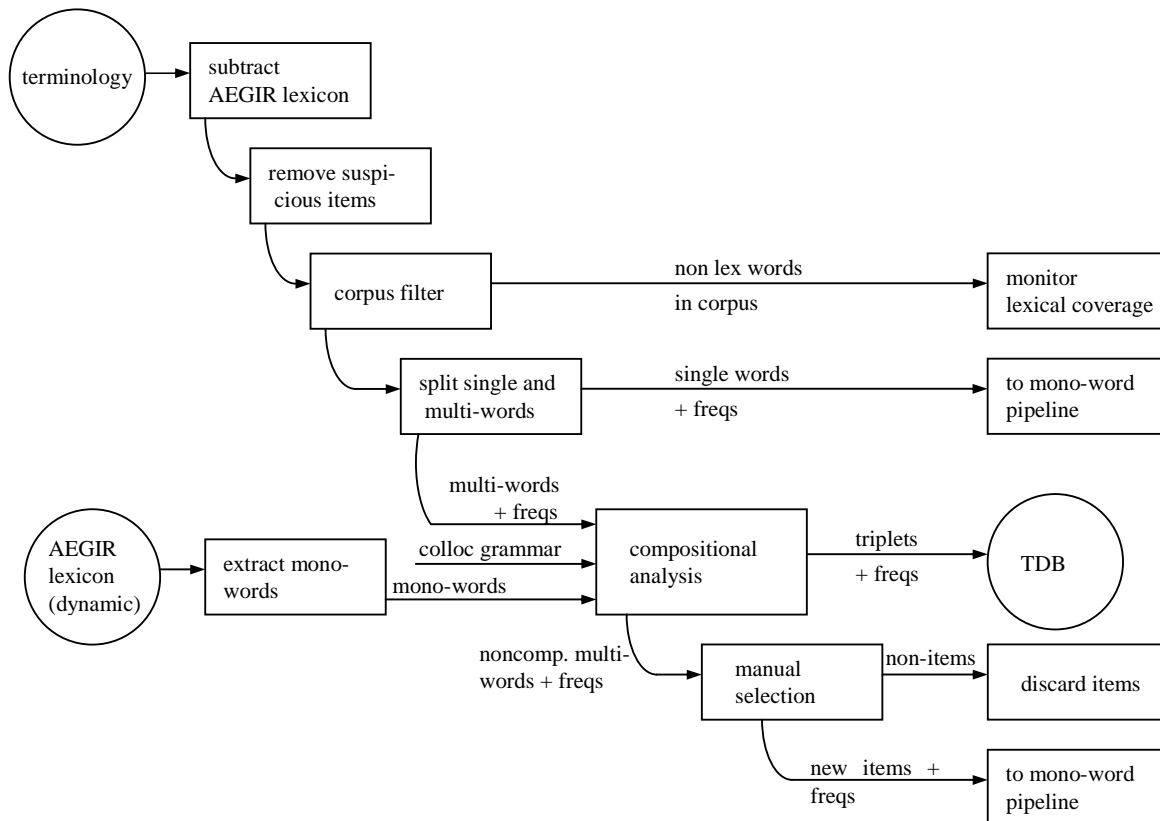 terminology
subtract
AEGIR lexicon
remove suspi-
cious items
corpus filter
non lex words
in corpus
monitor
lexical coverage
split single and
multi-words
single words
+ freqs
to mono-word
pipeline
multi-words
+ freqs
AEGIR
lexicon
(dynamic)
extract mono-
words
colloc grammar
mono-words
compositional
analysis
triplets
+ freqs
TDB
noncomp. multi-
words + freqs
manual
selection
non-items
discard items
new items +
freqs
to mono-word
pipeline